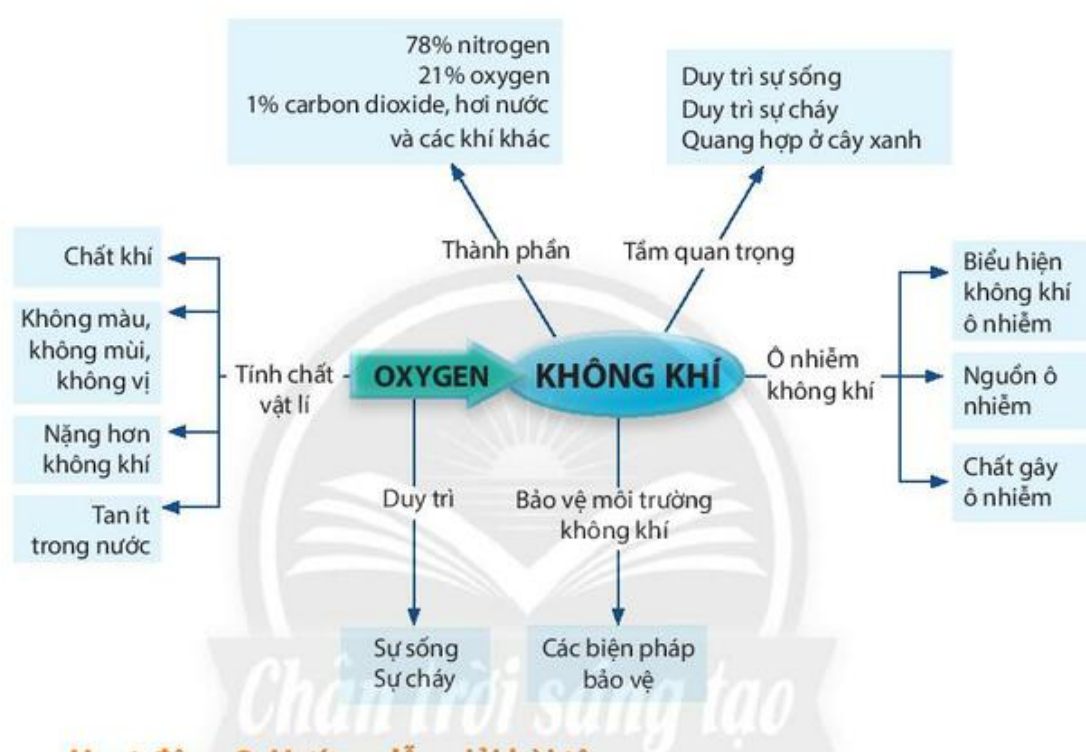 78% nitrogen
21% oxygen
1% carbon dioxide, hơi nước
và các khí khác
Duy trì sự sống
Duy trì sự cháy
Quang hợp ở cây xanh
Thành phần
Tầm quan trọng
Chất khí
Không màu,
không mùi,
không vị
Nặng hơn
không khí
Tan ít
trong nước
Tính chất
vật lí
OXYGEN
KHÔNG KHÍ
Ô nhiễm
không khí
Biểu hiện
không khí
ô nhiễm
Nguồn ô
nhiễm
Chất gây
ô nhiễm
Duy trì
Bảo vệ môi trường
không khí
Sự sống
Sự cháy
Các biện pháp
bảo vệ
Chân trời sáng tạo